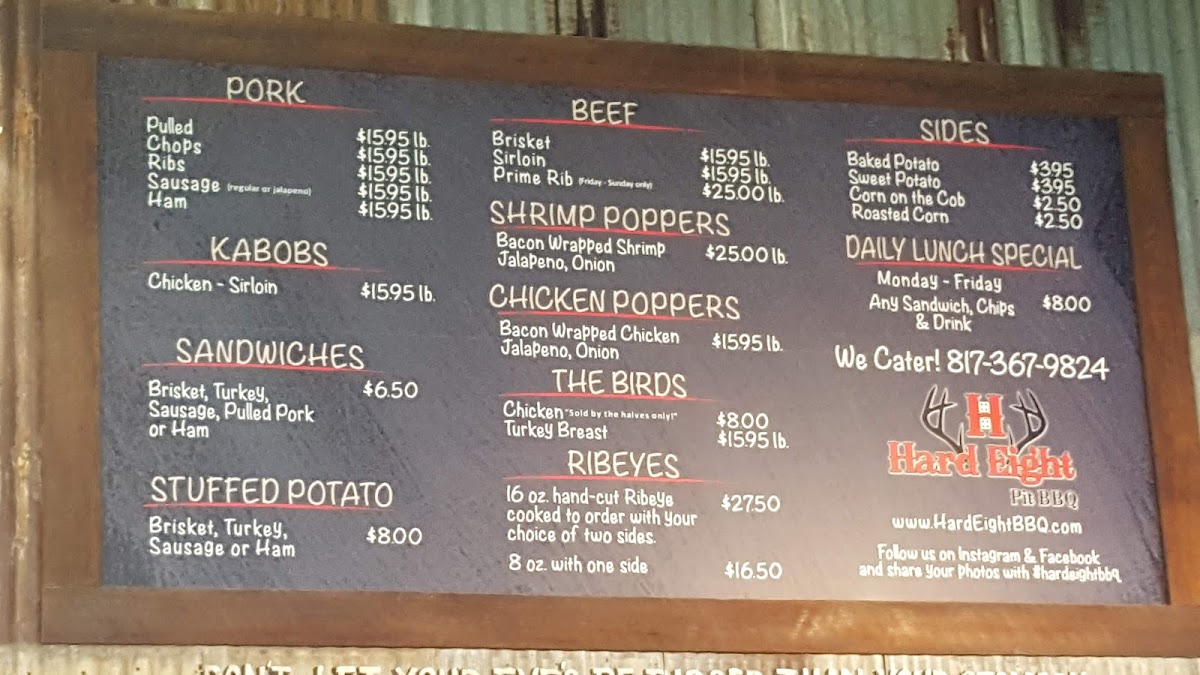 PORK
Pulled $15.95 lb.
Chops $15.95 lb.
Ribs $15.95 lb.
Sausage (regular or jalapeno) $15.95 lb.
Ham $15.95 lb.
KABOBS
Chicken - Sirloin $15.95 lb.
SANDWICHES
Brisket, Turkey, $6.50
Sausage, Pulled Pork
or Ham
STUFFED POTATO
Brisket, Turkey, $8.00
Sausage or Ham
BEEF
Brisket $15.95 lb.
Sirloin $15.95 lb.
Prime Rib (Friday - Sunday only) $25.00 lb.
SHRIMP POPPERS
Bacon Wrapped Shrimp $25.00 lb.
Jalapeno, Onion
CHICKEN POPPERS
Bacon Wrapped Chicken $15.95 lb.
Jalapeno, Onion
THE BIRDS
Chicken "Sold by the halves only!" $8.00
Turkey Breast $15.95 lb.
RIBEYES
16 oz. hand-cut Ribeye $27.50
cooked to order with your
choice of two sides.
8 oz. with one side $16.50
SIDES
Baked Potato $3.95
Sweet Potato $3.95
Corn on the Cob $2.50
Roasted Corn $2.50
DAILY LUNCH SPECIAL
Monday - Friday
Any Sandwich, Chips $8.00
& Drink
We Cater! 817-367-9824
H
Hard Eight
Pit BBQ
www.HardEightBBQ.com
Follow us on Instagram & Facebook
and share your photos with #hardeightbbq.
DON'T LET YOUR EYE'S BE BIGGER THAN YOUR STOMACH